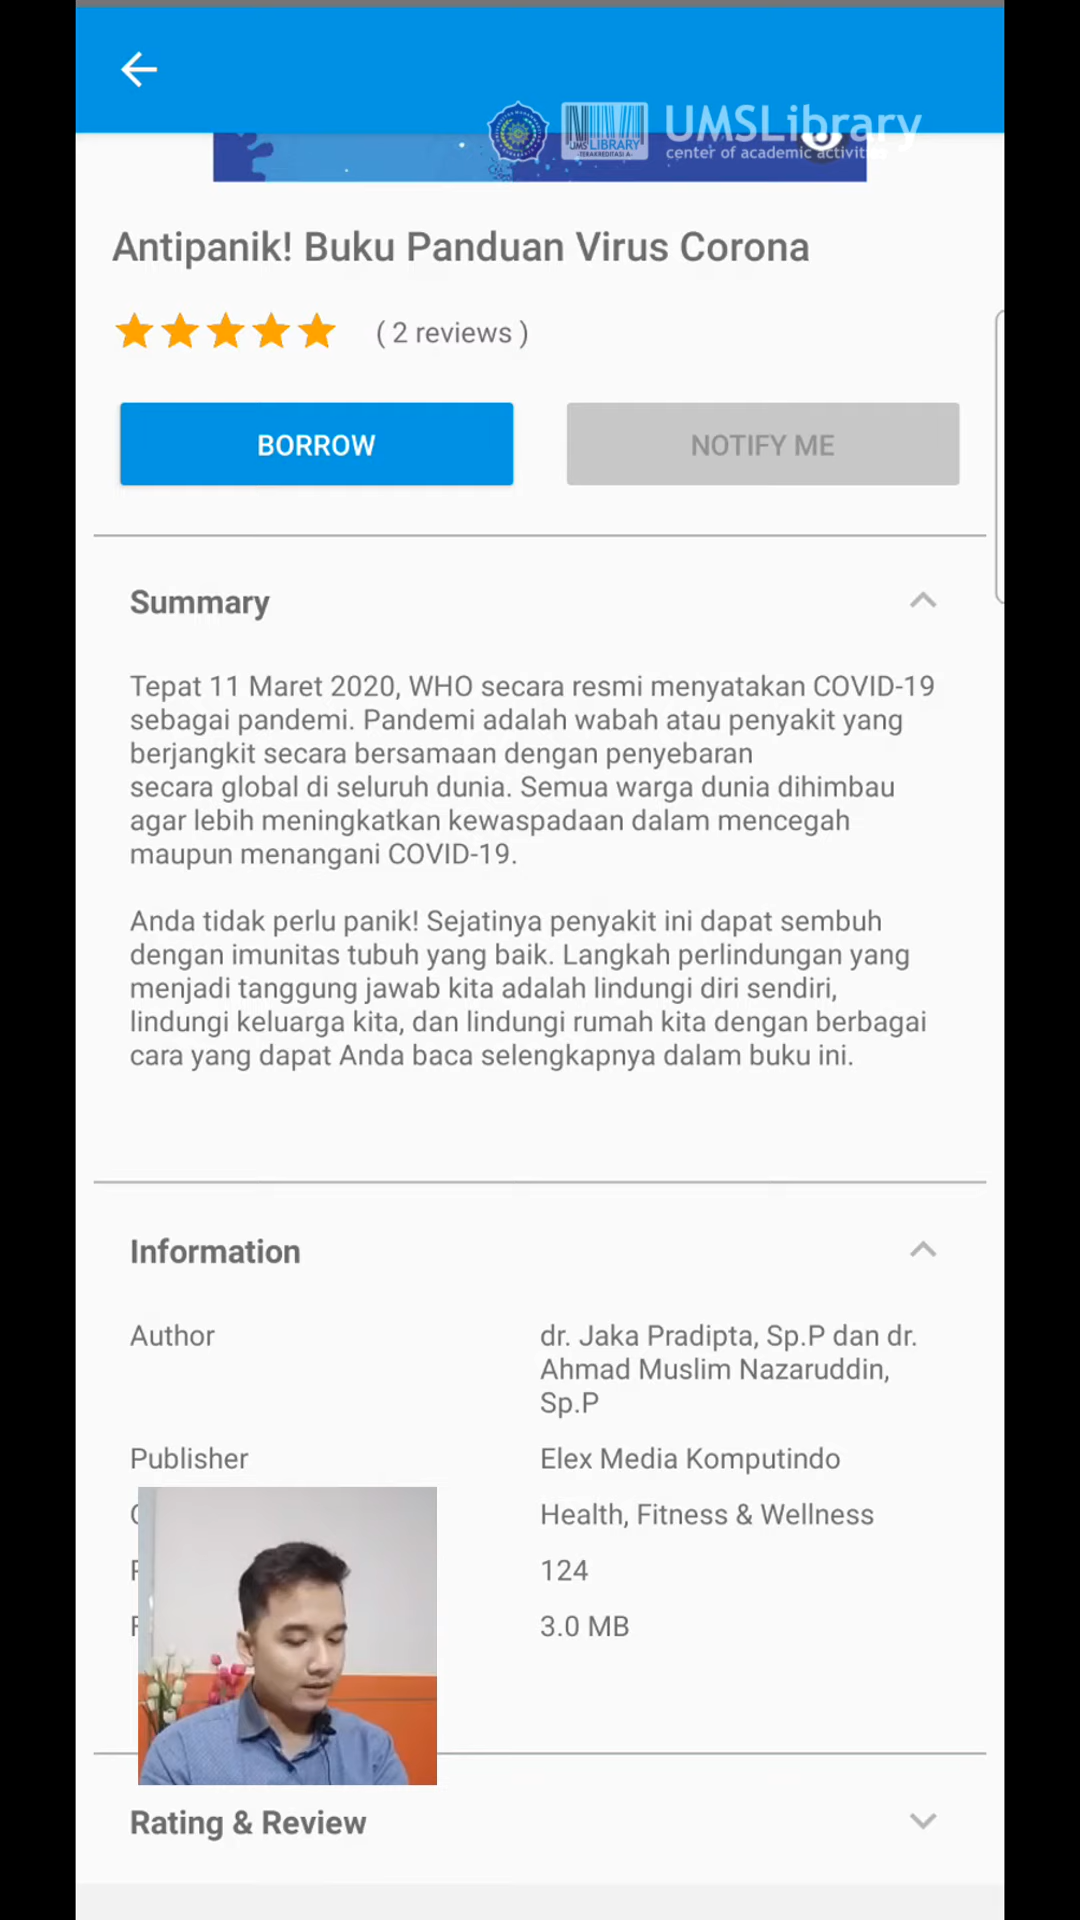 UMSLibrary
center of academic activities
UMS LIBRARY
-TERAKREDITASI A-
Antipanik! Buku Panduan Virus Corona
( 2 reviews )
BORROW
NOTIFY ME
Summary
Tepat 11 Maret 2020, WHO secara resmi menyatakan COVID-19
sebagai pandemi. Pandemi adalah wabah atau penyakit yang
berjangkit secara bersamaan dengan penyebaran
secara global di seluruh dunia. Semua warga dunia dihimbau
agar lebih meningkatkan kewaspadaan dalam mencegah
maupun menangani COVID-19.
Anda tidak perlu panik! Sejatinya penyakit ini dapat sembuh
dengan imunitas tubuh yang baik. Langkah perlindungan yang
menjadi tanggung jawab kita adalah lindungi diri sendiri,
lindungi keluarga kita, dan lindungi rumah kita dengan berbagai
cara yang dapat Anda baca selengkapnya dalam buku ini.
Information
Author
dr. Jaka Pradipta, Sp.P dan dr.
Ahmad Muslim Nazaruddin,
Sp.P
Publisher
Elex Media Komputindo
Health, Fitness & Wellness
124
3.0 MB
Rating & Review